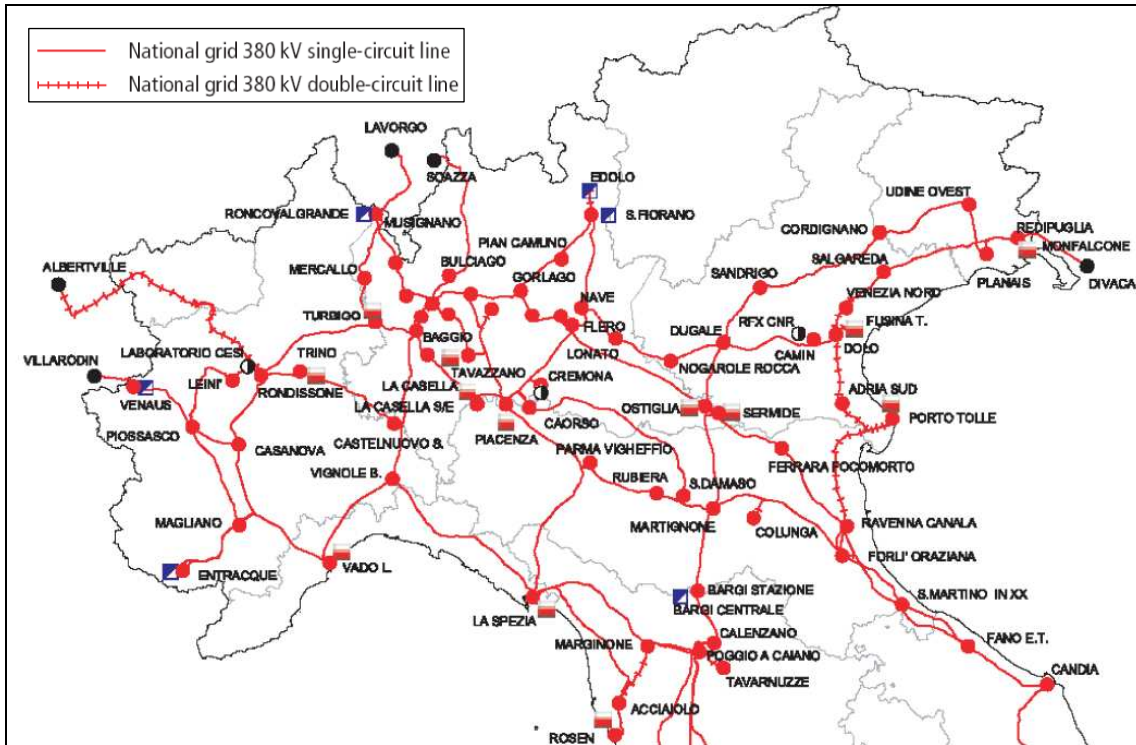 National grid 380 kV single-circuit line
National grid 380 kV double-circuit line
LAVORGO
SOAZZA
EDOLO
UDINE OVEST
RONCOVALGRANDE
MUSIGNANO
S.FIORANO
REDIPUGLIA
CORDIGNANO
MONFALCONE
PIAN CAMUNO
SALGAREDA
ALBERTVILLE
MERCALLO
BULCIAGO
GORLAGO
SANDRIGO
PLANAIS
DIVACA
VENEZIA NORD
NAVE
TURBIGO
RFX CNR
FUSINA T.
FLERO
DUGALE
BAGGIO
DOLO
CAMIN
LABORATORIO CESI
VILLARODIN
TRINO
LONATO
NOGAROLE ROCCA
TAVAZZANO
CREMONA
LEINI'
RONDISSONE
LA CASELLA
ADRIA SUD
VENAUS
LA CASELLA S/E
OSTIGLIA
SERMIDE
PORTO TOLLE
CAORSO
PIOSSASCO
CASTELNUOVO S.
PIACENZA
CASANOVA
PARMA VIGHEFFIO
FERRARA FOCOMORTO
VIGNOLE B.
RUBIERA
S.DAMASO
MAGLIANO
MARTIGNONE
COLUNGA
RAVENNA CANALA
FORLI' ORAZIANA
ENTRACQUE
VADO L.
BARGI STAZIONE
S.MARTINO IN XX
BARGI CENTRALE
LA SPEZIA
CALENZANO
MARGINONE
FANO E.T.
POGGIO A CAIANO
CANDIA
TAVARNUZZE
ACCIAIOLO
ROSEN